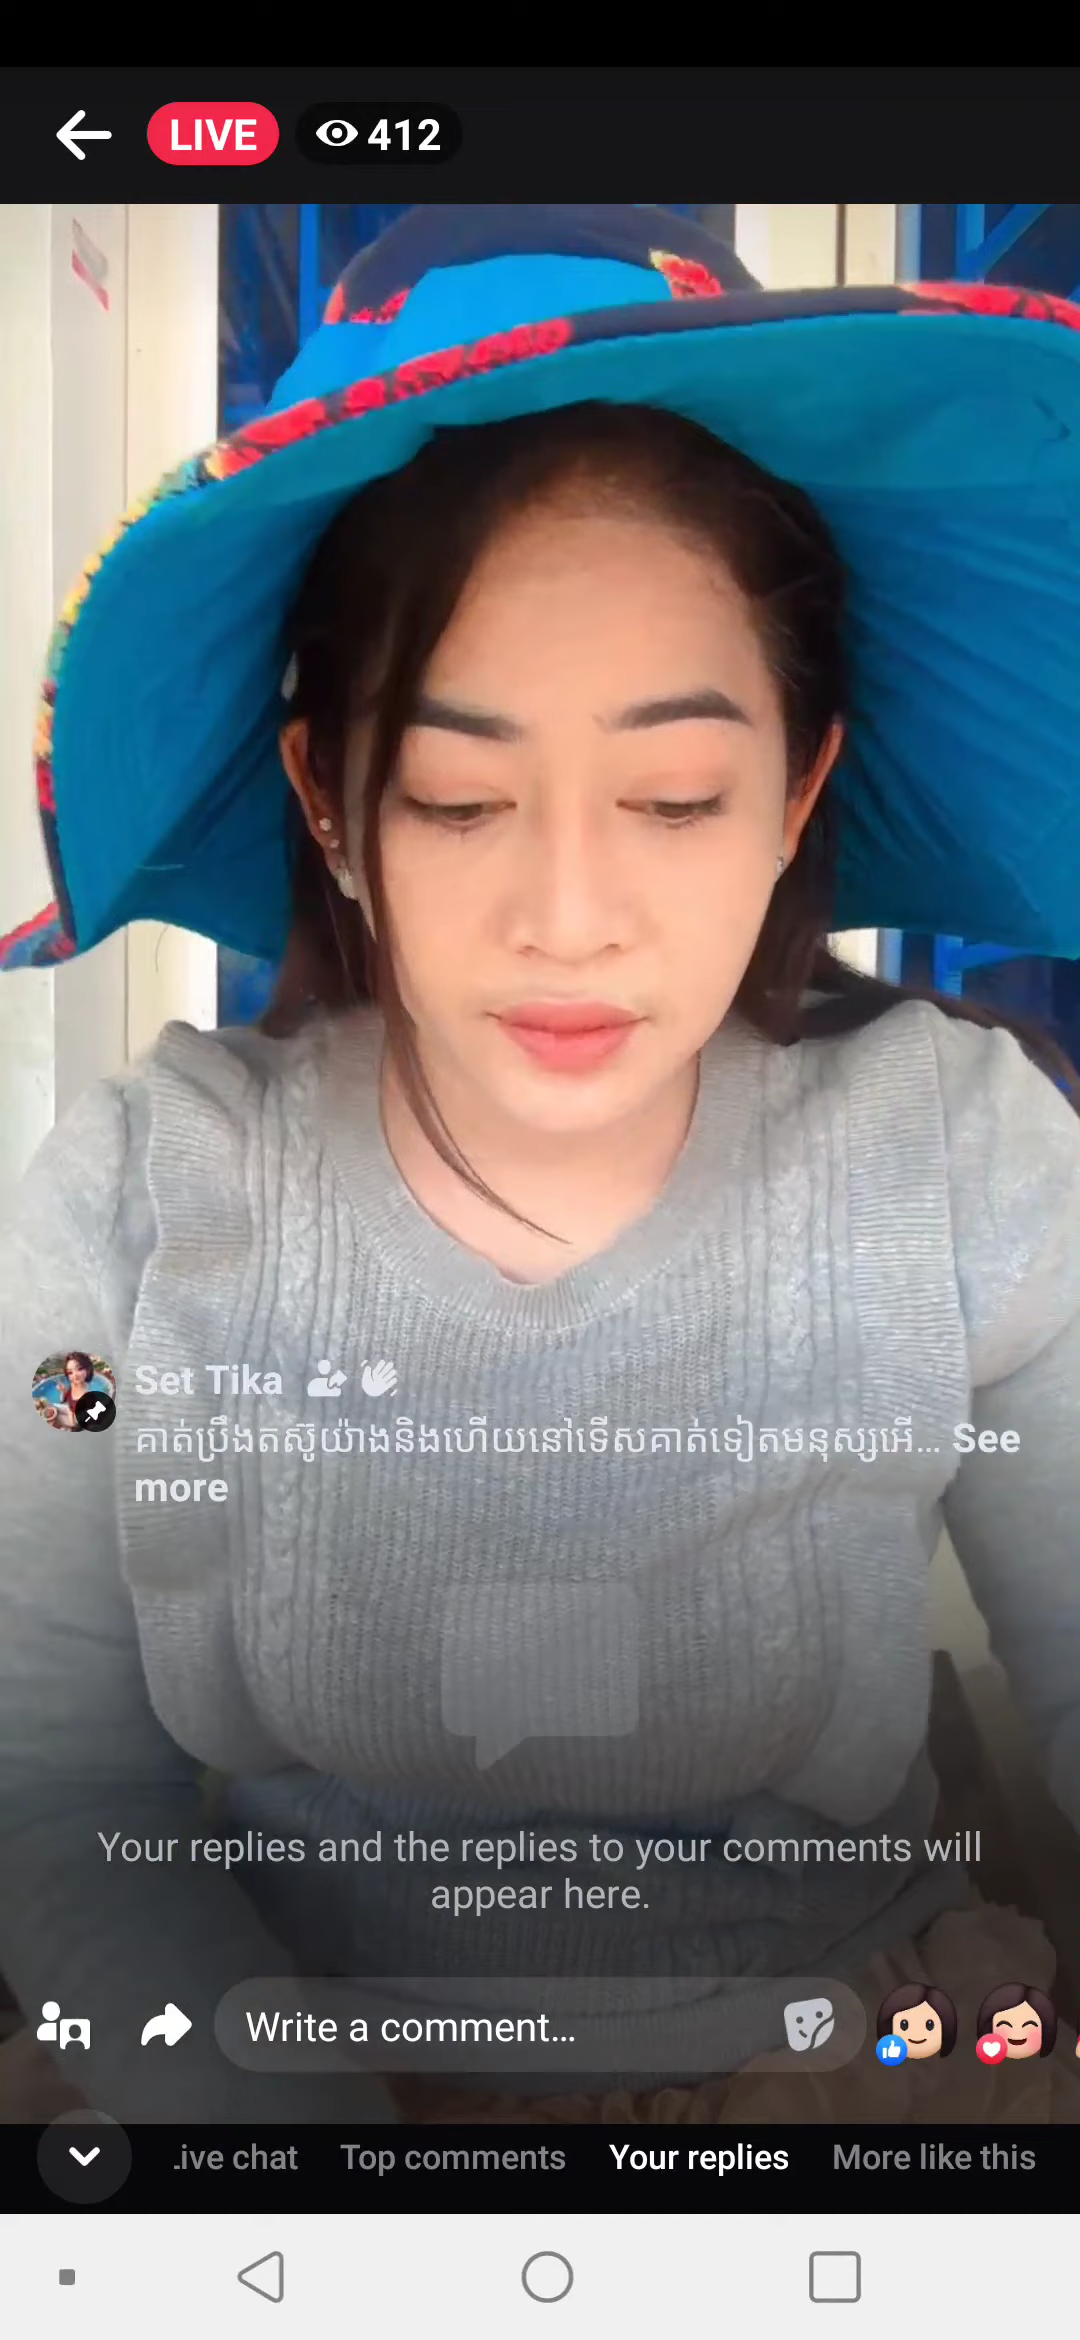 LIVE 412
Set Tika
គាត់ប្រឹងតស៊ូយ៉ាងនិងហើយនៅទើសគាត់ទៀតមនុស្សអើ... See
more
Your replies and the replies to your comments will
appear here.
Write a comment...
ive chat Top comments Your replies More like this